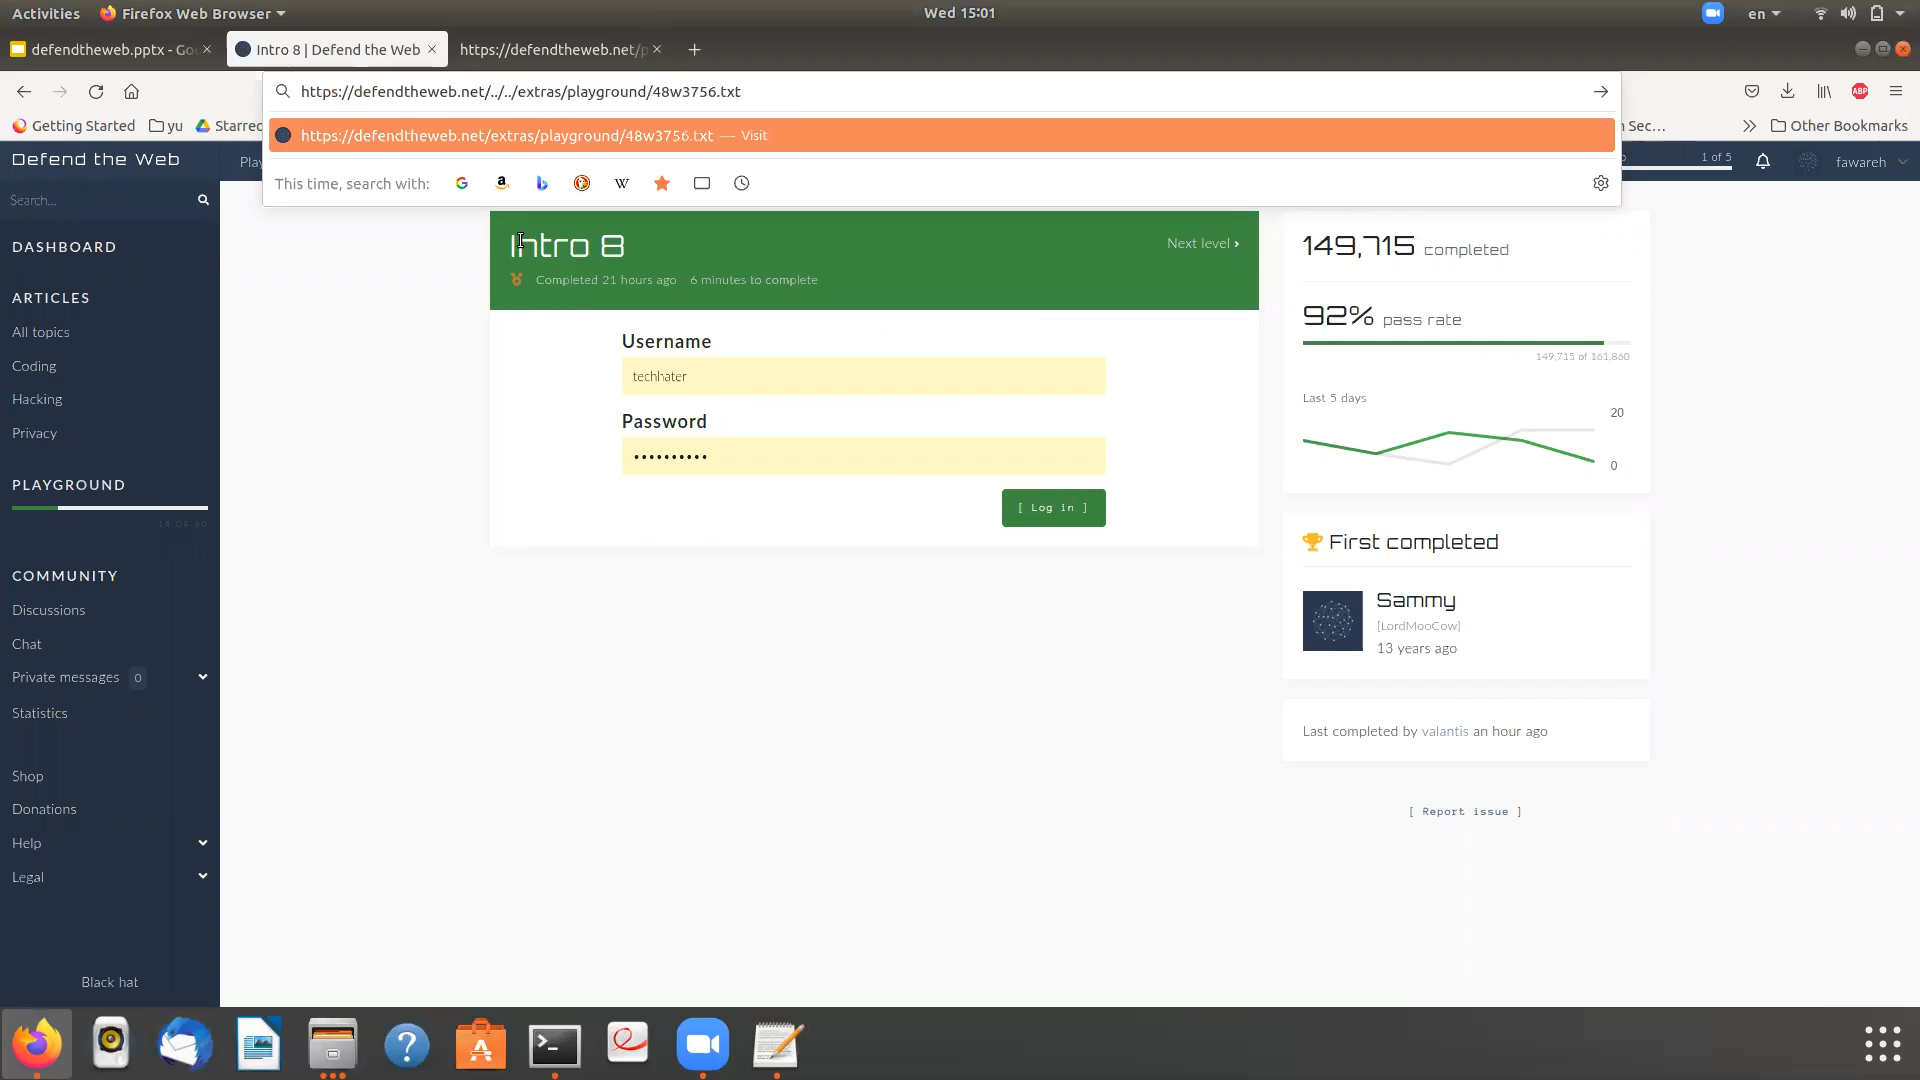 Activities
Firefox Web Browser
Wed 15:01
en
defendtheweb.pptx - Go
Intro 8 | Defend the Web
https://defendtheweb.net/p
https://defendtheweb.net/../../extras/playground/48w3756.txt
ABP
Getting Started
yu
Starred
https://defendtheweb.net/extras/playground/48w3756.txt — Visit
Sec…
Other Bookmarks
This time, search with:
Defend the Web
Play
1 of 5
fawareh
Search...
DASHBOARD
ARTICLES
All topics
Coding
Hacking
Privacy
PLAYGROUND
14 OF 60
COMMUNITY
Discussions
Chat
Private messages 0
Statistics
Shop
Donations
Help
Legal
Black hat
Intro 8
Next level ›
Completed 21 hours ago 6 minutes to complete
Username
techhater
Password
••••••••••
[ Log in ]
149,715 completed
92% pass rate
149,715 of 161,860
Last 5 days
20
0
First completed
Sammy
[LordMooCow]
13 years ago
Last completed by valantis an hour ago
[ Report issue ]